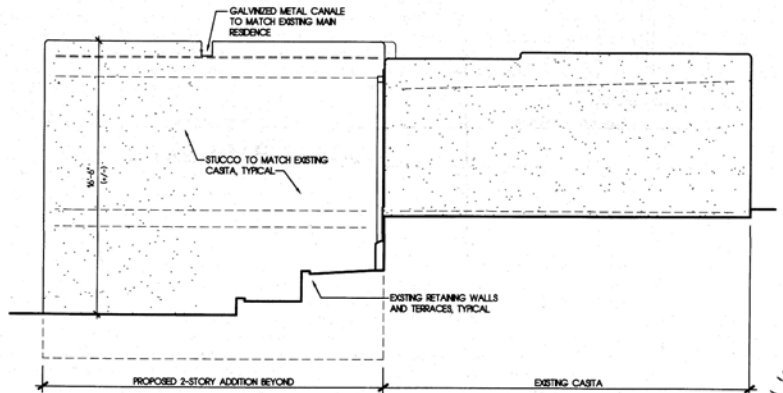 GALVINIZED METAL CANALE
TO MATCH EXISTING MAIN
RESIDENCE
STUCCO TO MATCH EXISTING
CASITA, TYPICAL
16'-6"
(+/-)
EXISTING RETAINING WALLS
AND TERRACES, TYPICAL
PROPOSED 2-STORY ADDITION BEYOND
EXISTING CASITA